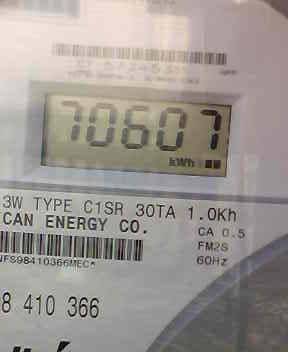 70607
kWh
3W TYPE C1SR 30TA 1.0Kh
CAN ENERGY CO.
CA 0.5
FM2S
NFS98410366MEC*
60Hz
8 410 366